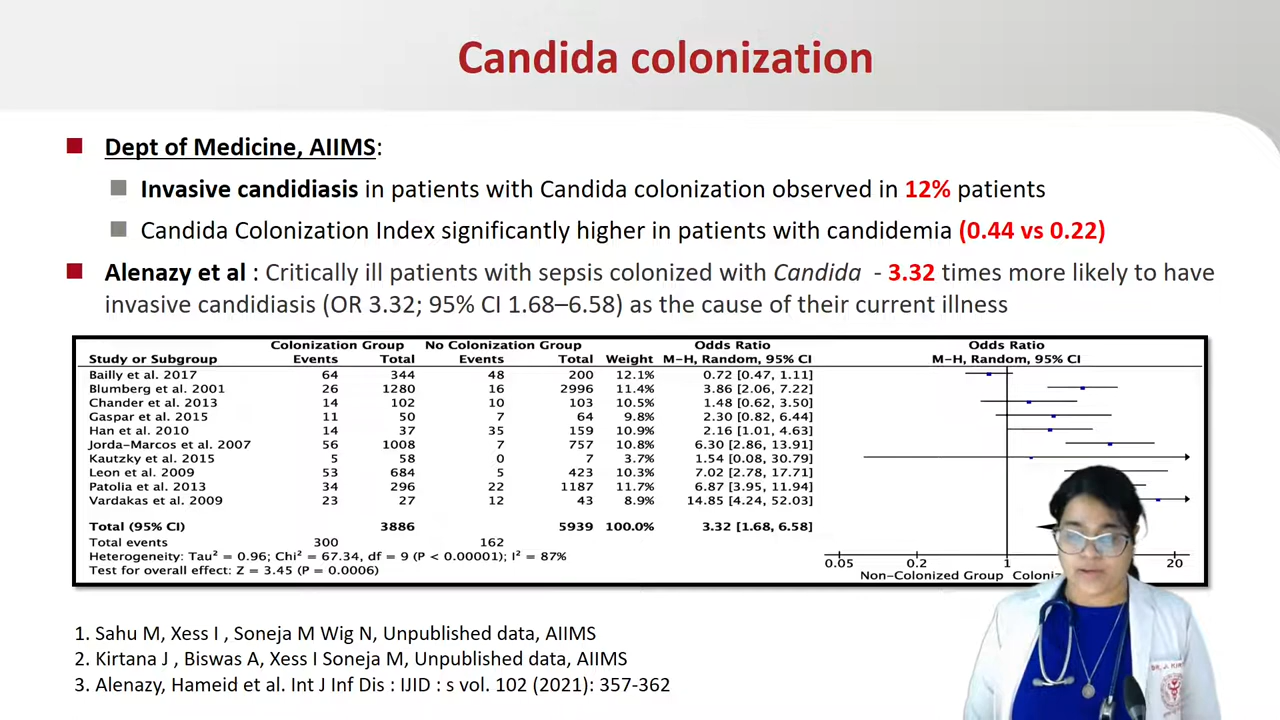 Candida colonization
Dept of Medicine, AIIMS:
Invasive candidiasis in patients with Candida colonization observed in 12% patients
Candida Colonization Index significantly higher in patients with candidemia (0.44 vs 0.22)
Alenazy et al : Critically ill patients with sepsis colonized with Candida - 3.32 times more likely to have
invasive candidiasis (OR 3.32; 95% CI 1.68–6.58) as the cause of their current illness
Colonization Group No Colonization Group Odds Ratio Odds Ratio
Study or Subgroup Events Total Events Total Weight M-H, Random, 95% CI M-H, Random, 95% CI
Bailly et al. 2017 64 344 48 200 12.1% 0.72 [0.47, 1.11]
Blumberg et al. 2001 26 1280 16 2996 11.4% 3.86 [2.06, 7.22]
Chander et al. 2013 14 102 10 103 10.5% 1.48 [0.62, 3.50]
Gaspar et al. 2015 11 50 7 64 9.8% 2.30 [0.82, 6.44]
Han et al. 2010 14 37 35 159 10.9% 2.16 [1.01, 4.63]
Jorda-Marcos et al. 2007 56 1008 7 757 10.8% 6.30 [2.86, 13.91]
Kautzky et al. 2015 5 58 0 7 3.7% 1.54 [0.08, 30.79]
Leon et al. 2009 53 684 5 423 10.3% 7.02 [2.78, 17.71]
Patolia et al. 2013 34 296 22 1187 11.7% 6.87 [3.95, 11.94]
Vardakas et al. 2009 23 27 12 43 8.9% 14.85 [4.24, 52.03]
Total (95% CI) 3886 5939 100.0% 3.32 [1.68, 6.58]
Total events 300 162
Heterogeneity: Tau² = 0.96; Chi² = 67.34, df = 9 (P < 0.00001); I² = 87%
Test for overall effect: Z = 3.45 (P = 0.0006)
0.05 0.2 1 20
Non-Colonized Group
1. Sahu M, Xess I , Soneja M Wig N, Unpublished data, AIIMS
2. Kirtana J , Biswas A, Xess I Soneja M, Unpublished data, AIIMS
3. Alenazy, Hameid et al. Int J Inf Dis : IJID : s vol. 102 (2021): 357-362
DR. J.